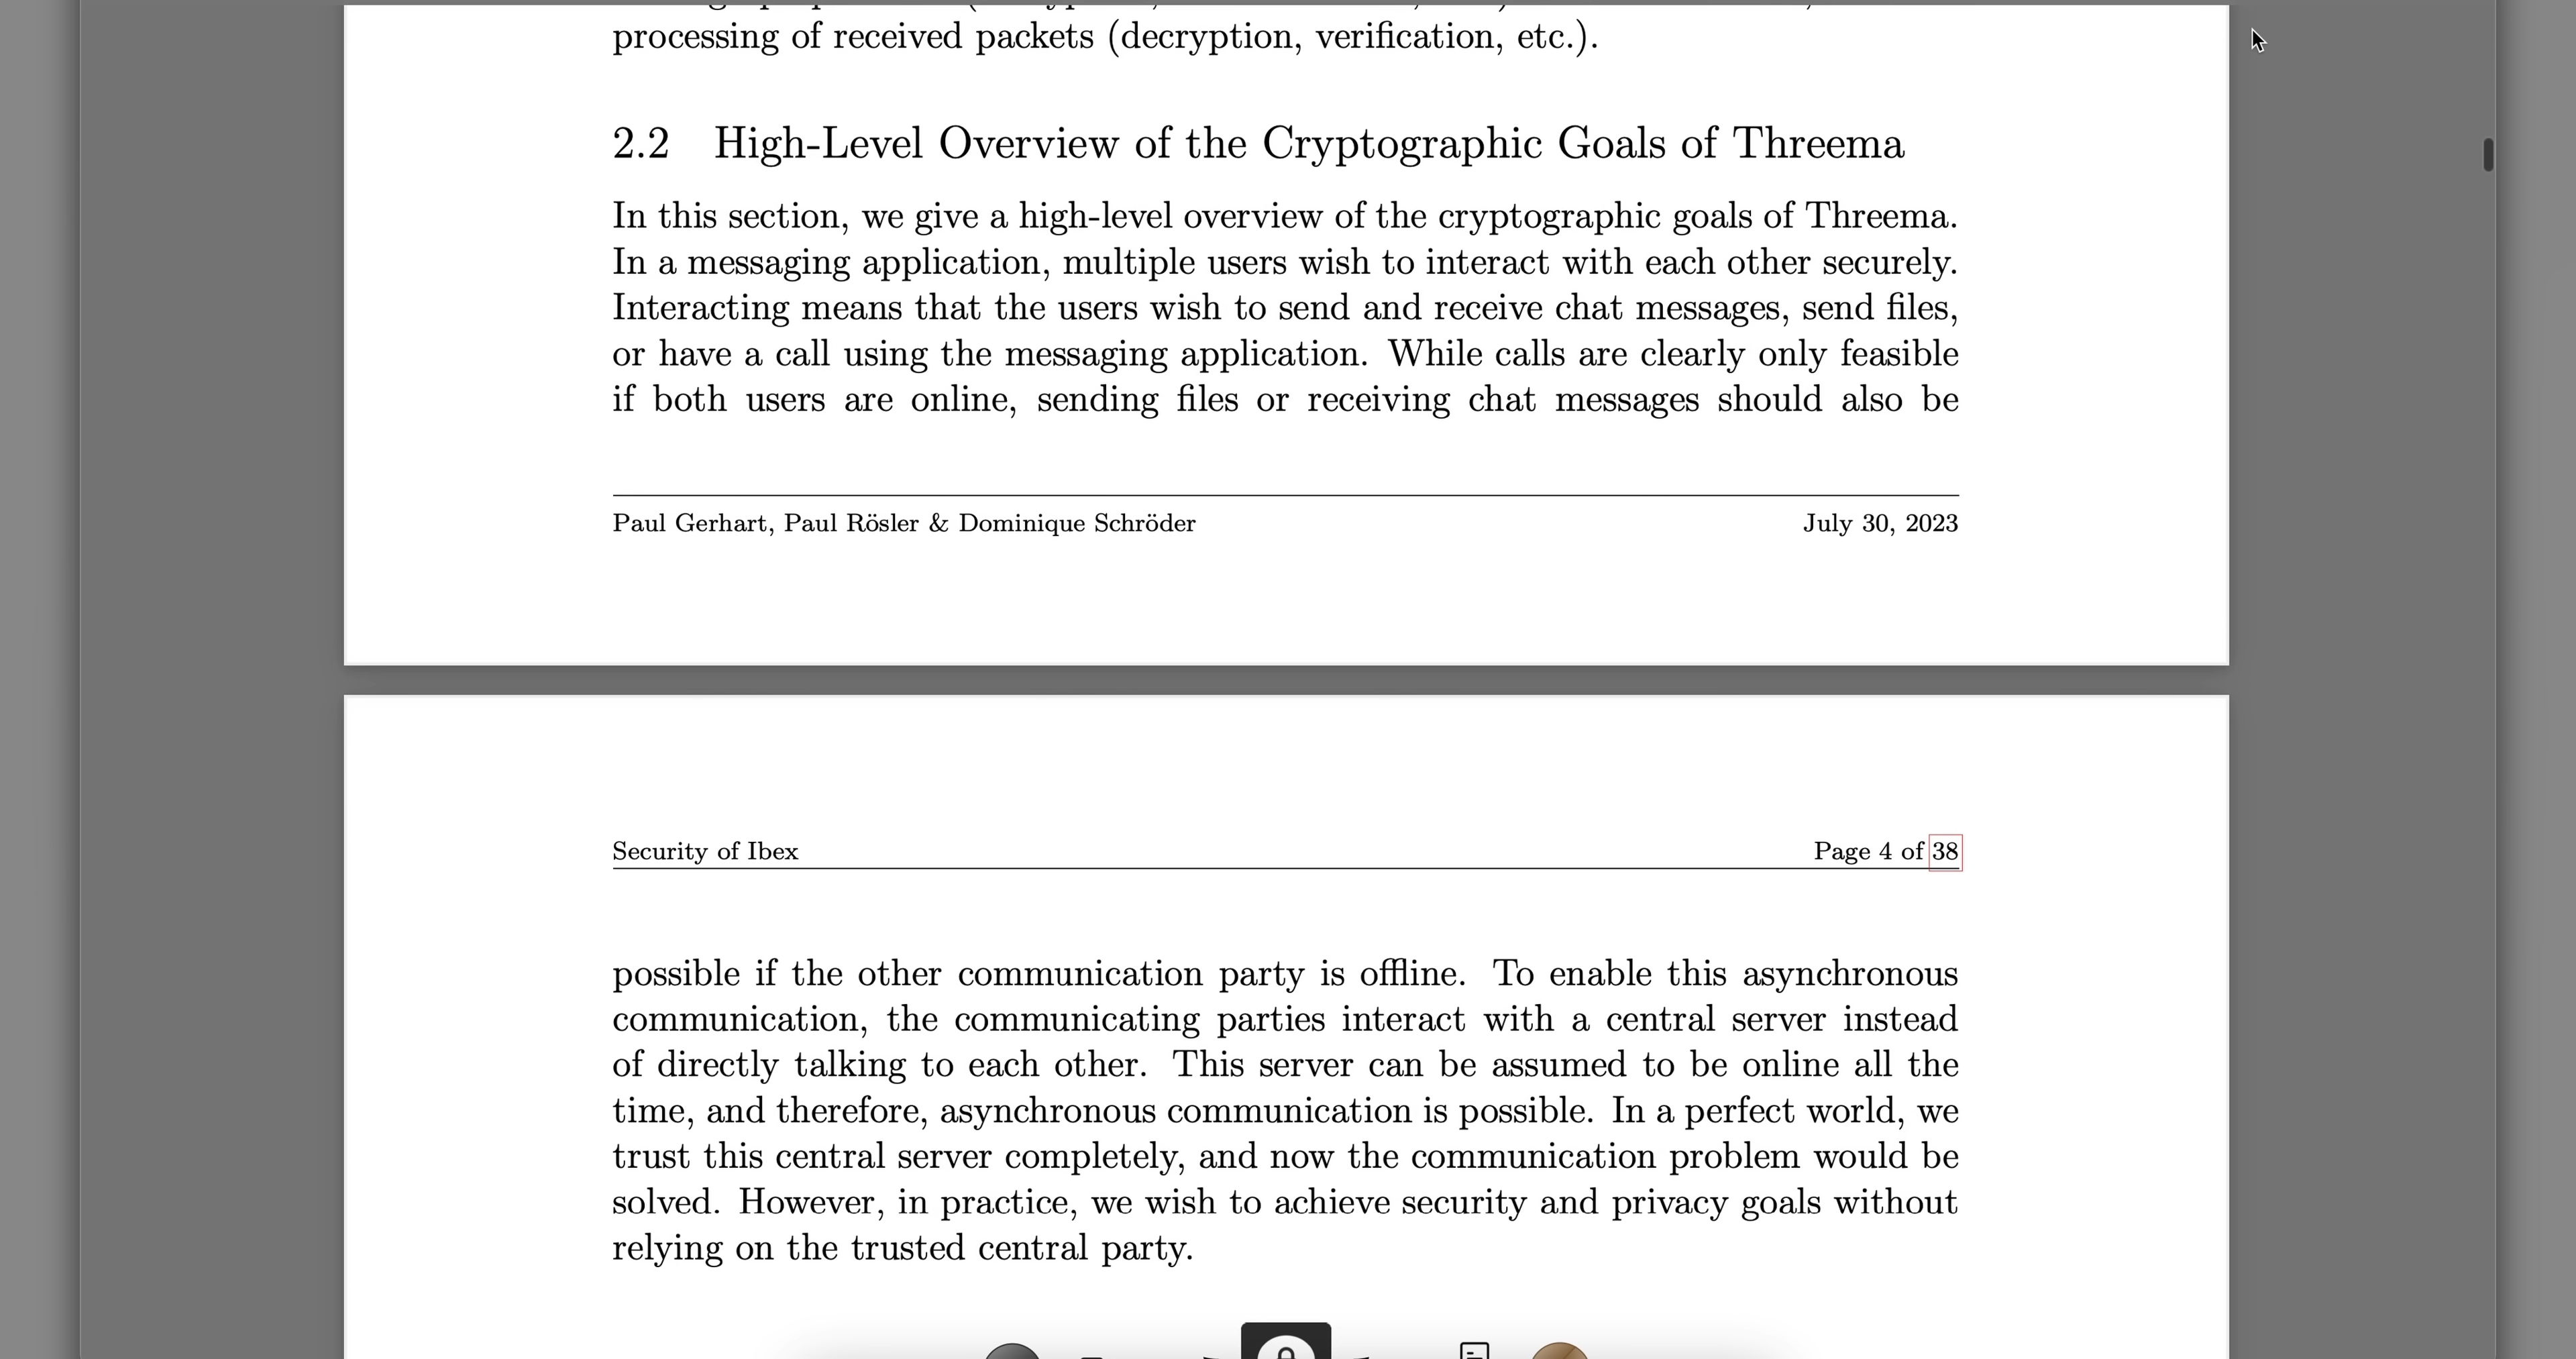 processing of received packets (decryption, verification, etc.).
2.2 High-Level Overview of the Cryptographic Goals of Threema
In this section, we give a high-level overview of the cryptographic goals of Threema.
In a messaging application, multiple users wish to interact with each other securely.
Interacting means that the users wish to send and receive chat messages, send files,
or have a call using the messaging application. While calls are clearly only feasible
if both users are online, sending files or receiving chat messages should also be
Paul Gerhart, Paul Rösler & Dominique Schröder July 30, 2023
Security of Ibex Page 4 of 38
possible if the other communication party is offline. To enable this asynchronous
communication, the communicating parties interact with a central server instead
of directly talking to each other. This server can be assumed to be online all the
time, and therefore, asynchronous communication is possible. In a perfect world, we
trust this central server completely, and now the communication problem would be
solved. However, in practice, we wish to achieve security and privacy goals without
relying on the trusted central party.